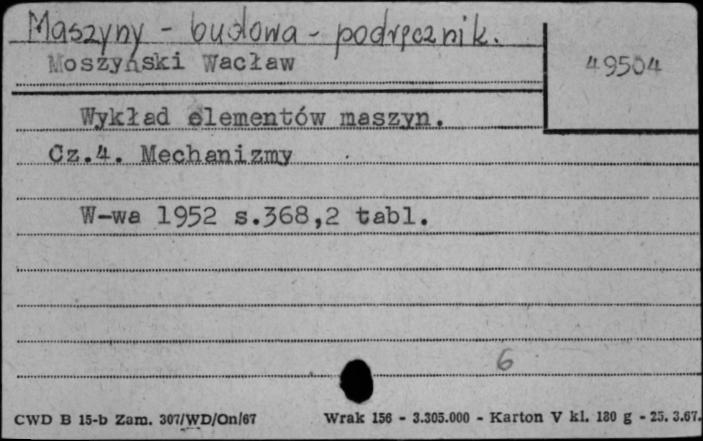 Maszyny - budowa - podręcznik.
Moszyński Wacław
49504
Wykład elementów maszyn.
Cz.4. Mechanizmy
W-wa 1952 s.368,2 tabl.
6
CWD B 15-b Zam. 307/WD/On/67 Wrak 156 - 3.305.000 - Karton V kl. 180 g - 25. 3.67.